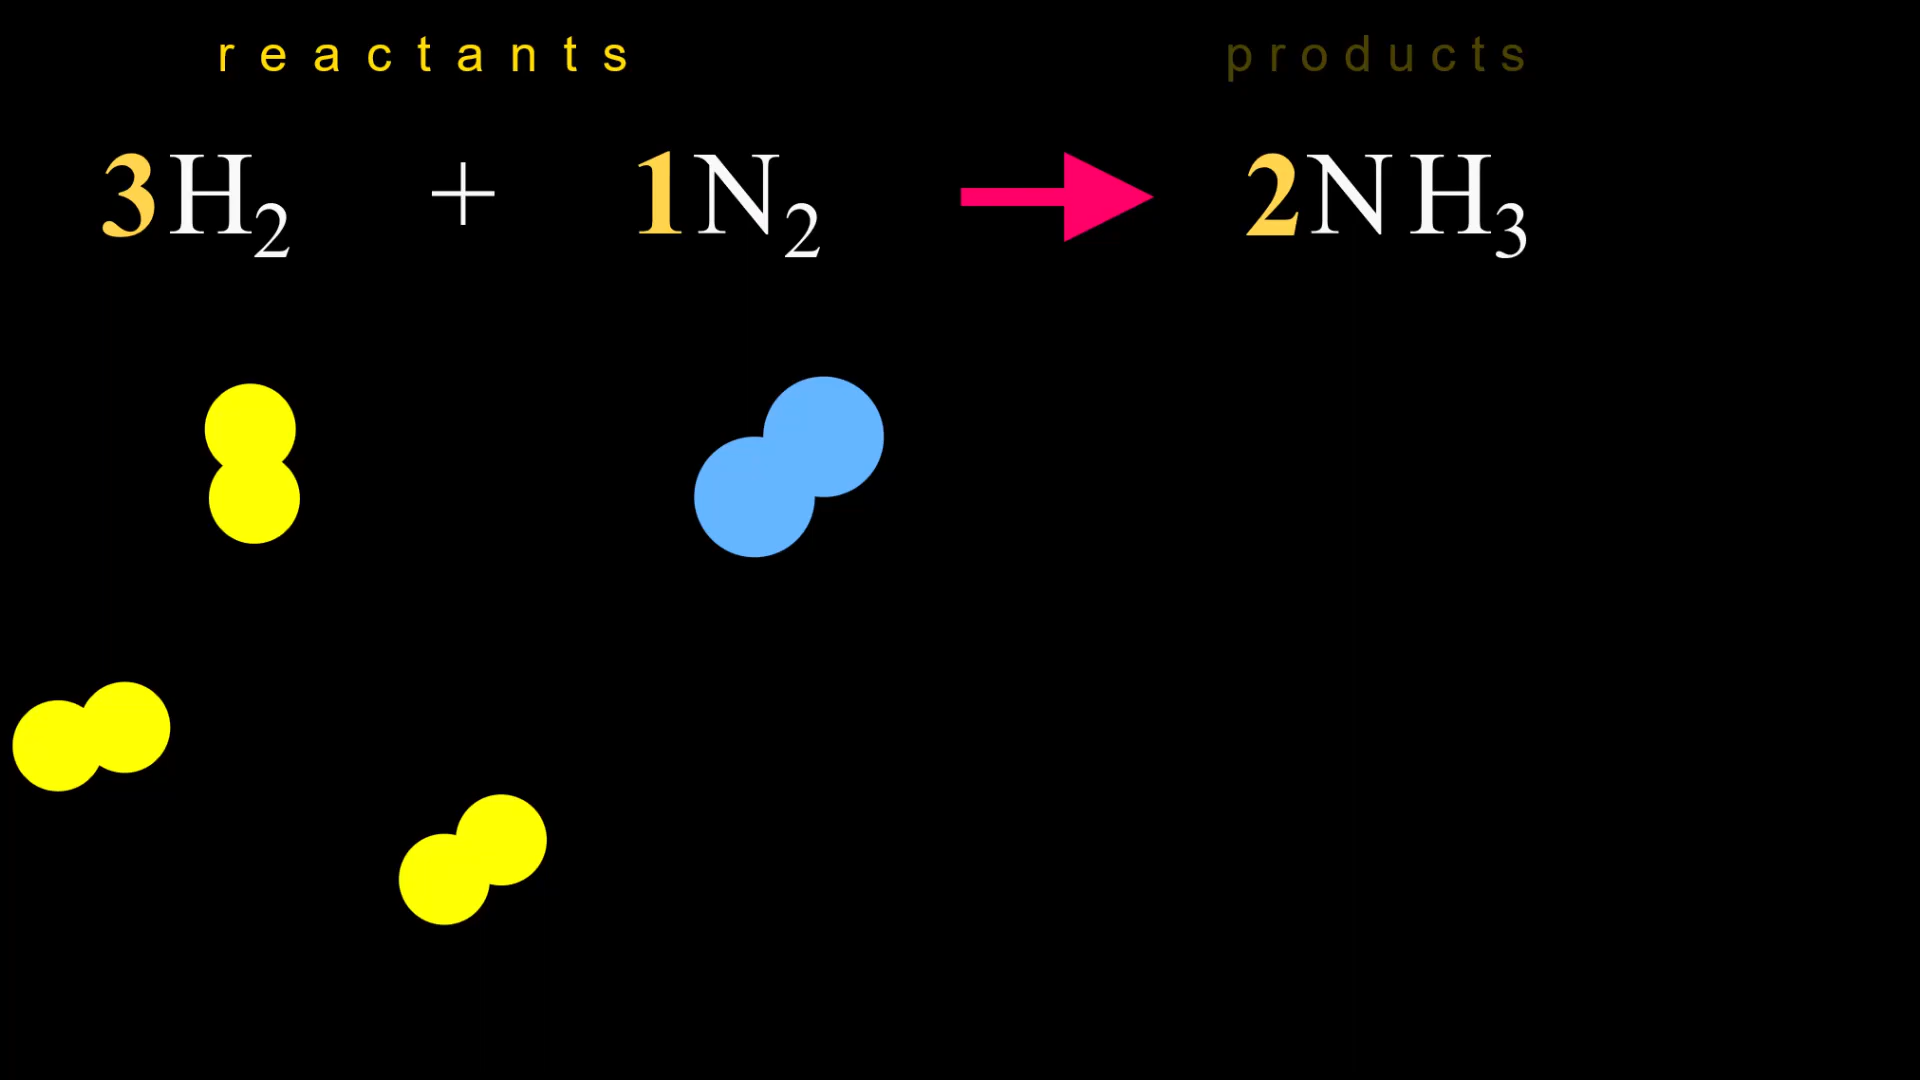 reactants products
3H₂ + 1N₂ → 2NH₃